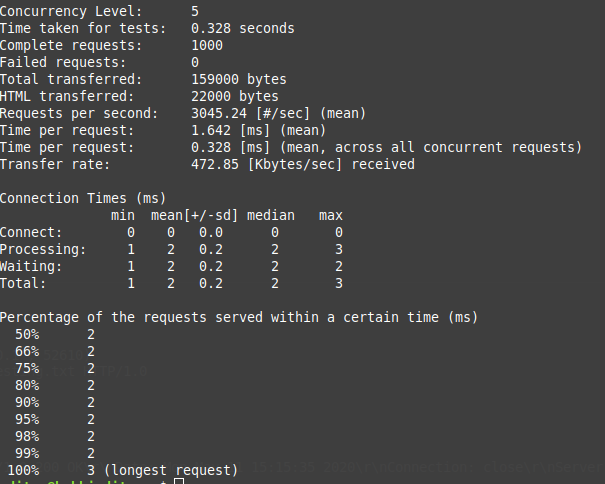 Concurrency Level:      5
Time taken for tests:   0.328 seconds
Complete requests:      1000
Failed requests:        0
Total transferred:      159000 bytes
HTML transferred:       22000 bytes
Requests per second:    3045.24 [#/sec] (mean)
Time per request:       1.642 [ms] (mean)
Time per request:       0.328 [ms] (mean, across all concurrent requests)
Transfer rate:          472.85 [Kbytes/sec] received

Connection Times (ms)
              min  mean[+/-sd] median   max
Connect:        0    0   0.0      0       0
Processing:     1    2   0.2      2       3
Waiting:        1    2   0.2      2       2
Total:          1    2   0.2      2       3

Percentage of the requests served within a certain time (ms)
  50%      2
  66%      2
  75%      2
  80%      2
  90%      2
  95%      2
  98%      2
  99%      2
 100%      3 (longest request)